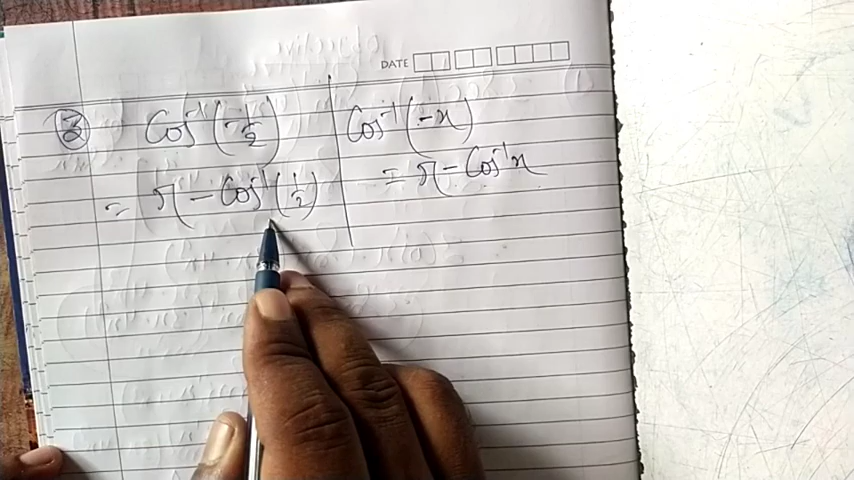 DATE
③ Cos⁻¹(-1/2)
= π - Cos⁻¹(1/2)
Cos⁻¹(-x)
= π - Cos⁻¹x